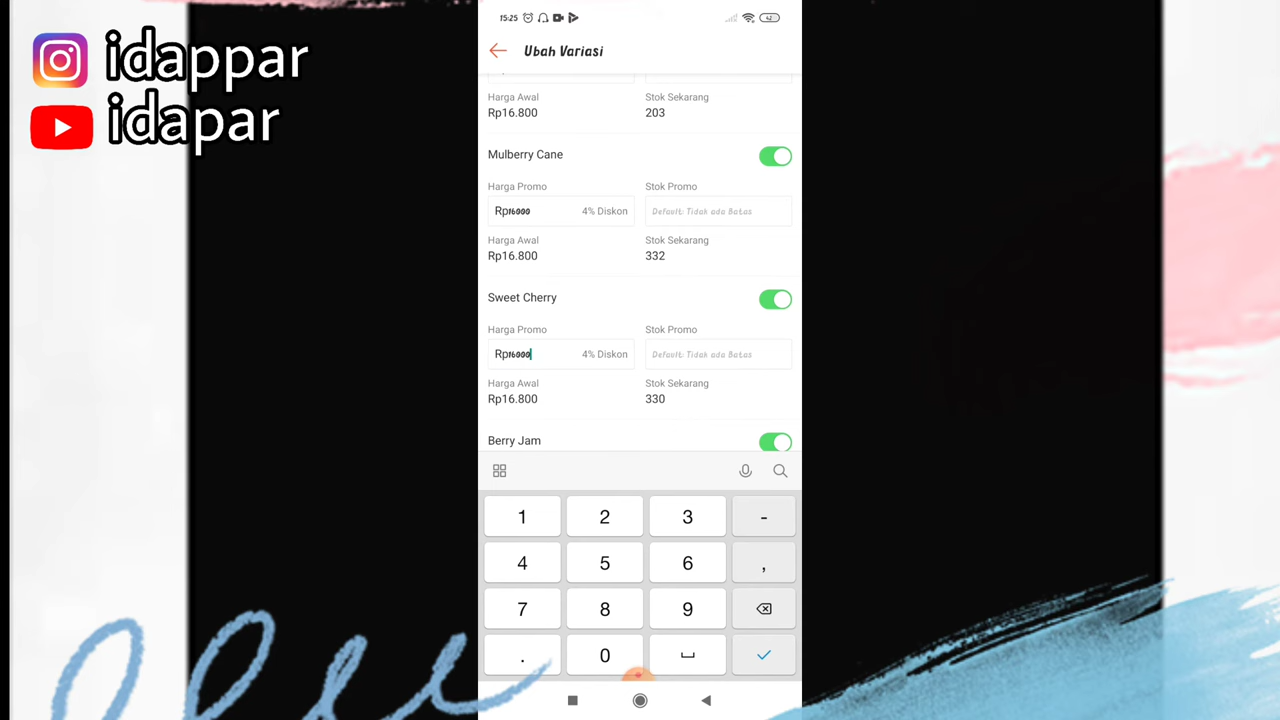 idappar
idapar
15:25
62
Ubah Variasi
Harga Awal
Stok Sekarang
Rp16.800
203
Mulberry Cane
Harga Promo
Stok Promo
Rp16000
4% Diskon
Default: Tidak ada Batas
Harga Awal
Stok Sekarang
Rp16.800
332
Sweet Cherry
Harga Promo
Stok Promo
Rp16000
4% Diskon
Default: Tidak ada Batas
Harga Awal
Stok Sekarang
Rp16.800
330
Berry Jam
1 2 3 -
4 5 6 ,
7 8 9
. 0